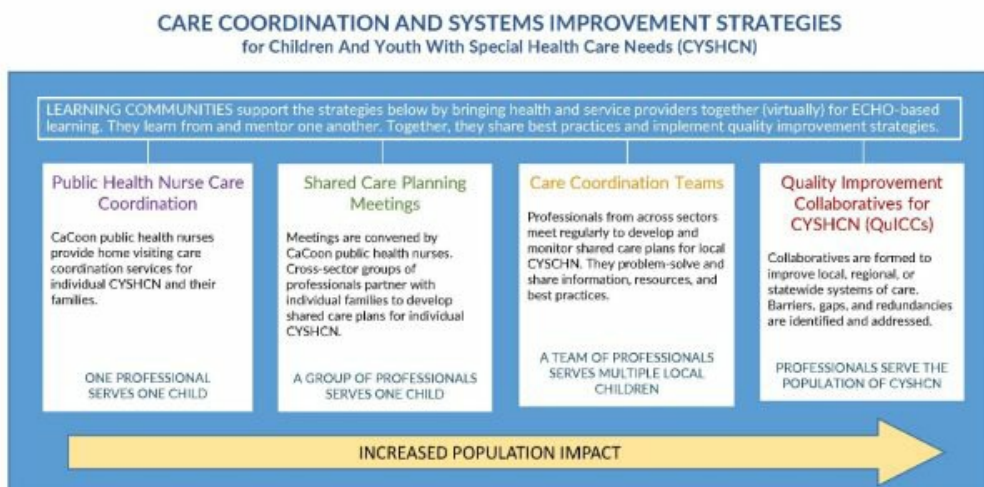 CARE COORDINATION AND SYSTEMS IMPROVEMENT STRATEGIES
for Children And Youth With Special Health Care Needs (CYSHCN)
LEARNING COMMUNITIES support the strategies below by bringing health and service providers together (virtually) for ECHO-based
learning. They learn from and mentor one another. Together, they share best practices and implement quality improvement strategies.
Public Health Nurse Care
Coordination
CaCoon public health nurses
provide home visiting care
coordination services for
individual CYSHCN and their
families.
ONE PROFESSIONAL
SERVES ONE CHILD
Shared Care Planning
Meetings
Meetings are convened by
CaCoon public health nurses.
Cross-sector groups of
professionals partner with
individual families to develop
shared care plans for individual
CYSHCN.
A GROUP OF PROFESSIONALS
SERVES ONE CHILD
Care Coordination Teams
Professionals from across sectors
meet regularly to develop and
monitor shared care plans for local
CYSCHN. They problem-solve and
share information, resources, and
best practices.
A TEAM OF PROFESSIONALS
SERVES MULTIPLE LOCAL
CHILDREN
Quality Improvement
Collaboratives for
CYSHCN (QuICCs)
Collaboratives are formed to
improve local, regional, or
statewide systems of care.
Barriers, gaps, and redundancies
are identified and addressed.
PROFESSIONALS SERVE THE
POPULATION OF CYSHCN
INCREASED POPULATION IMPACT